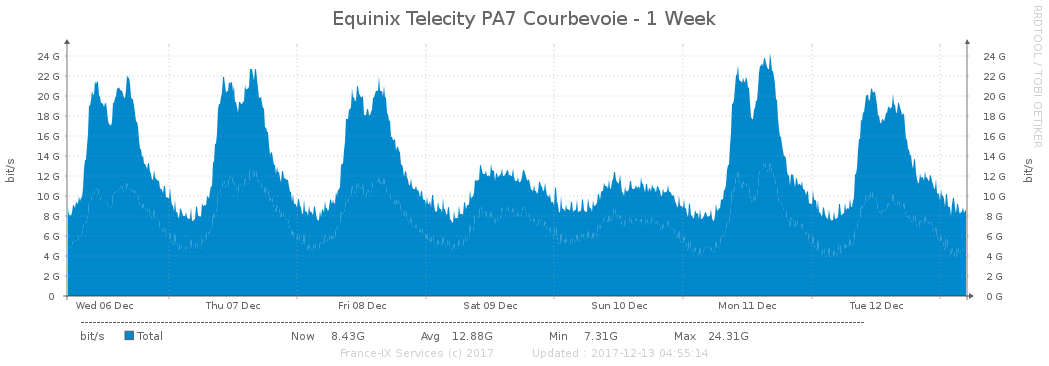 Equinix Telecity PA7 Courbevoie - 1 Week
RRDTOOL / TOBI OETIKER
24 G 24 G
22 G 22 G
20 G 20 G
18 G 18 G
16 G 16 G
14 G 14 G
12 G 12 G
10 G 10 G
8 G 8 G
6 G 6 G
4 G 4 G
2 G 2 G
0 0 G
bit/s
bit/s
Wed 06 Dec Thu 07 Dec Fri 08 Dec Sat 09 Dec Sun 10 Dec Mon 11 Dec Tue 12 Dec
bit/s Total Now 8.43G Avg 12.88G Min 7.31G Max 24.31G
France-IX Services (c) 2017 Updated : 2017-12-13 04:55:14